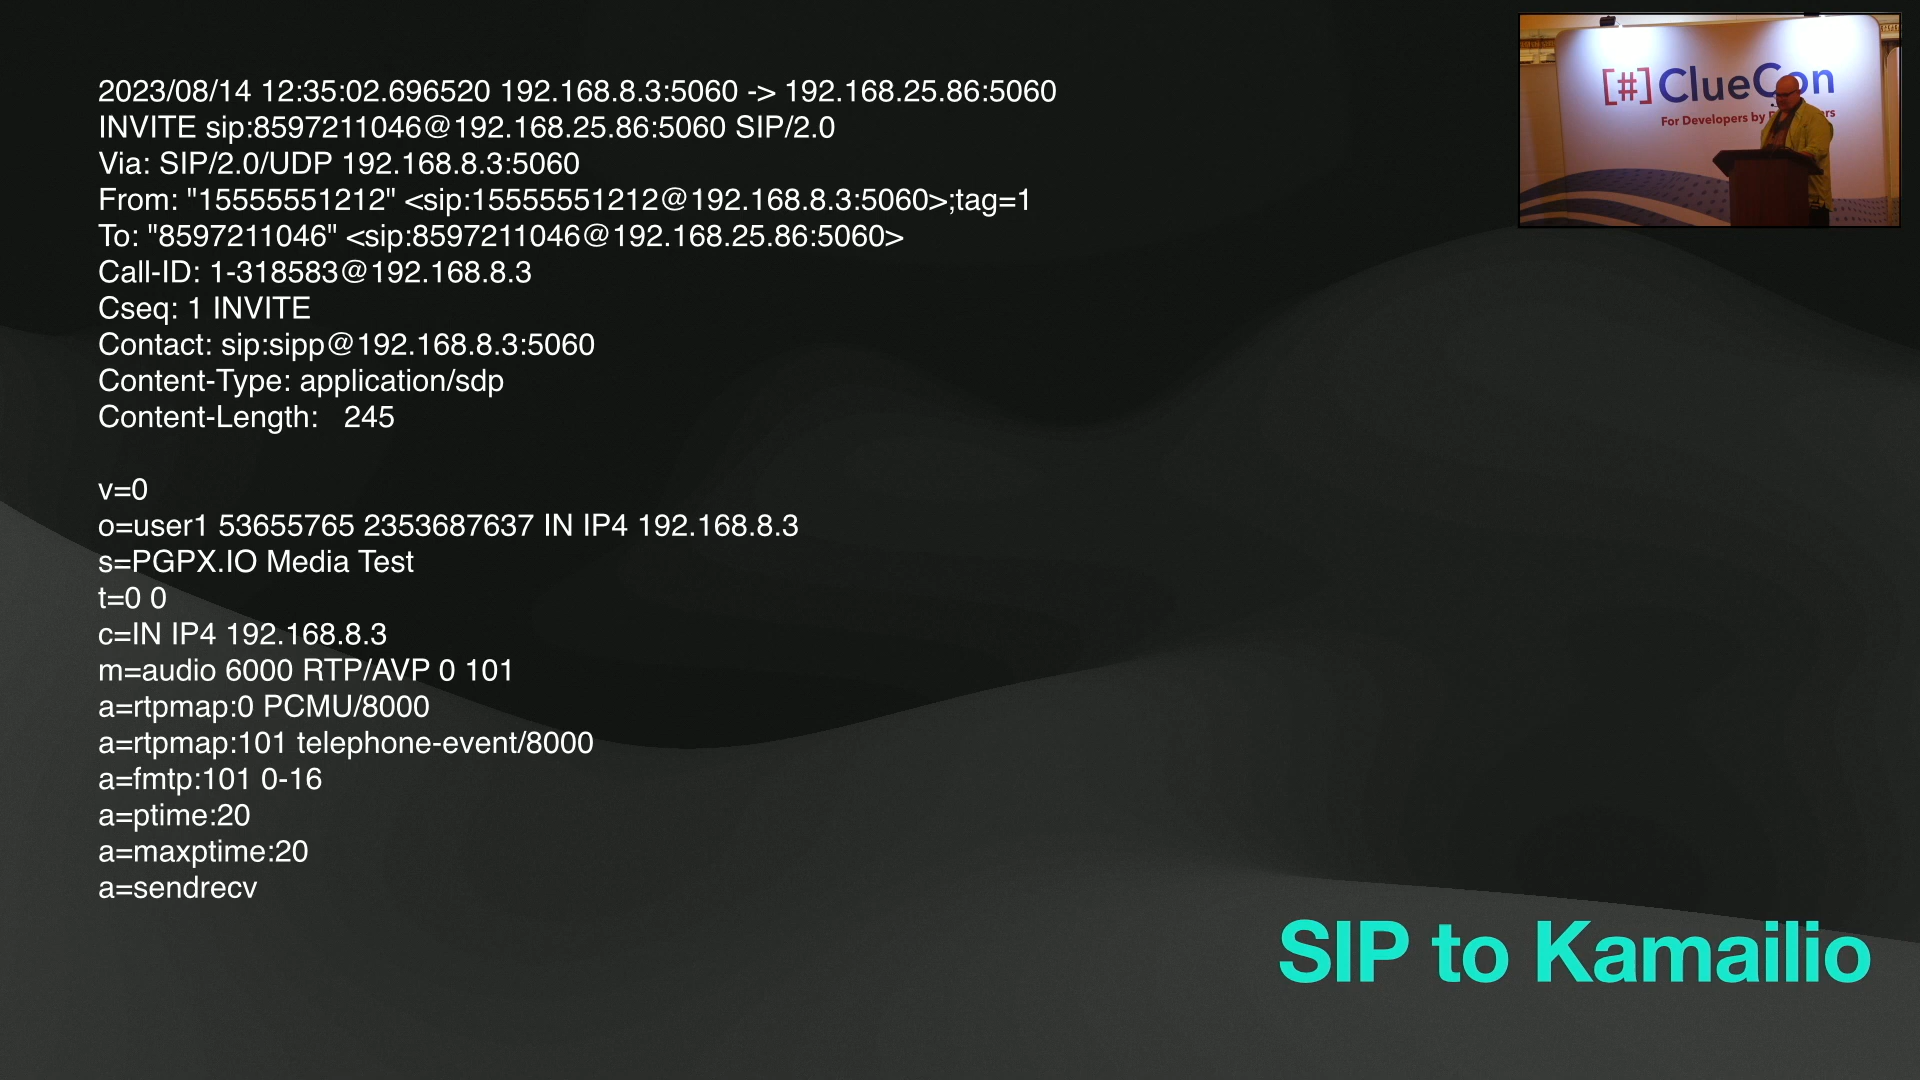 2023/08/14 12:35:02.696520 192.168.8.3:5060 -> 192.168.25.86:5060
INVITE sip:8597211046@192.168.25.86:5060 SIP/2.0
Via: SIP/2.0/UDP 192.168.8.3:5060
From: "15555551212" <sip:15555551212@192.168.8.3:5060>;tag=1
To: "8597211046" <sip:8597211046@192.168.25.86:5060>
Call-ID: 1-318583@192.168.8.3
Cseq: 1 INVITE
Contact: sip:sipp@192.168.8.3:5060
Content-Type: application/sdp
Content-Length:   245

v=0
o=user1 53655765 2353687637 IN IP4 192.168.8.3
s=PGPX.IO Media Test
t=0 0
c=IN IP4 192.168.8.3
m=audio 6000 RTP/AVP 0 101
a=rtpmap:0 PCMU/8000
a=rtpmap:101 telephone-event/8000
a=fmtp:101 0-16
a=ptime:20
a=maxptime:20
a=sendrecv
SIP to Kamailio
[#] ClueCon
For Developers by